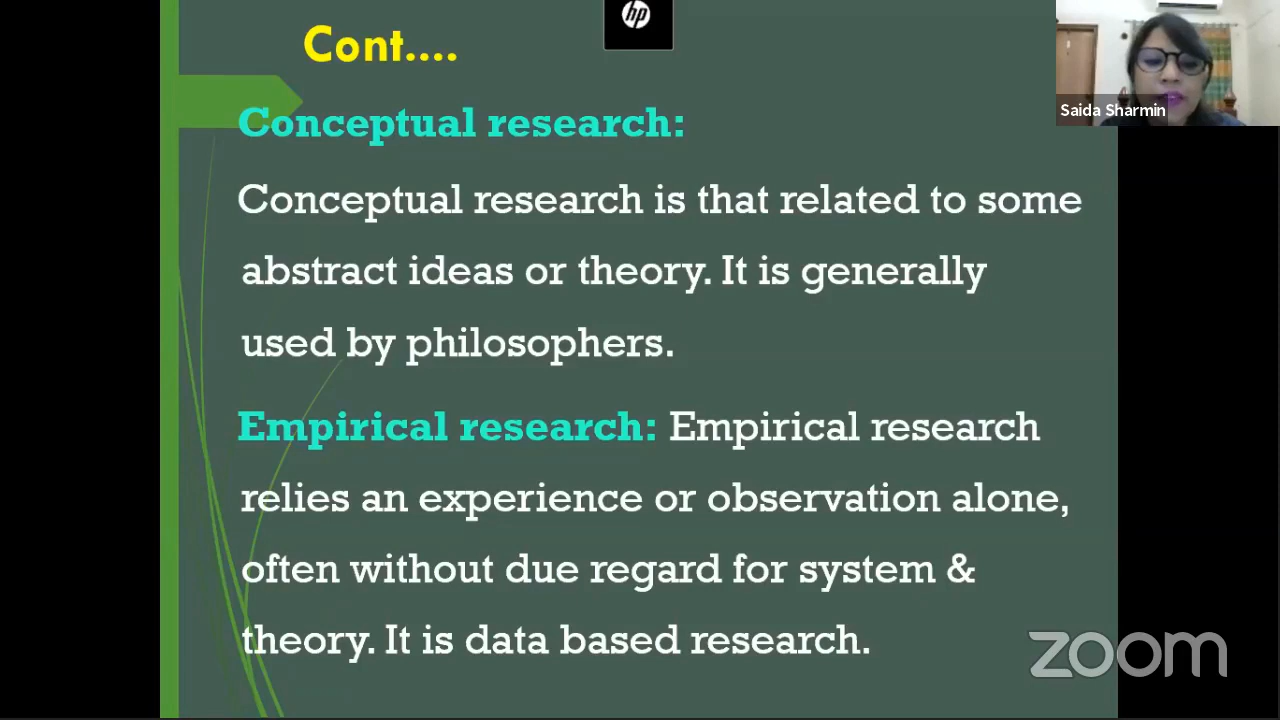 Cont....
hp
Saida Sharmin
Conceptual research:
Conceptual research is that related to some
abstract ideas or theory. It is generally
used by philosophers.
Empirical research: Empirical research
relies an experience or observation alone,
often without due regard for system &
theory. It is data based research.
zoom